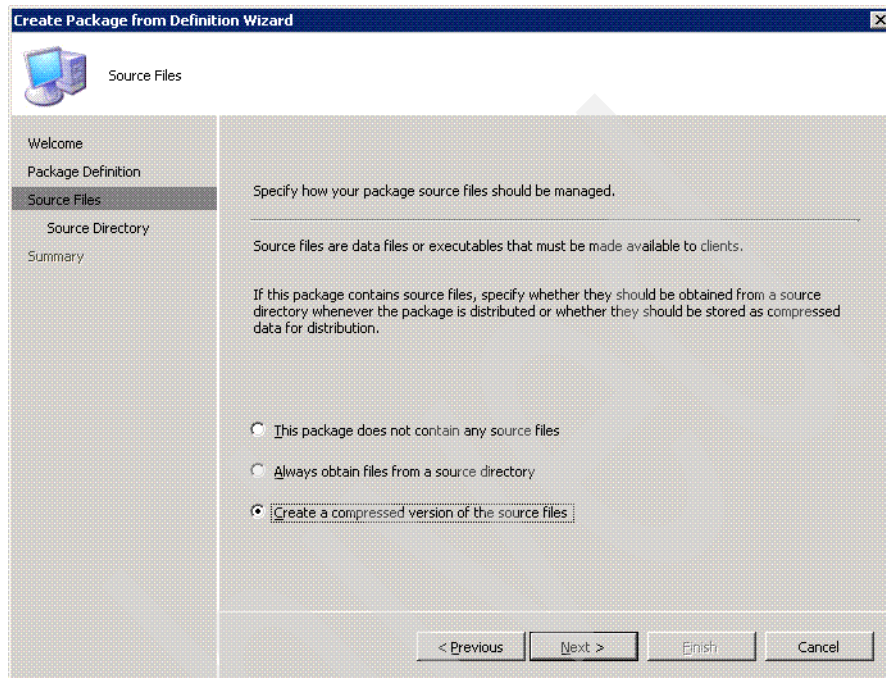 Create Package from Definition Wizard
Source Files
Welcome
Package Definition
Source Files
Source Directory
Summary
Specify how your package source files should be managed.
Source files are data files or executables that must be made available to clients.
If this package contains source files, specify whether they should be obtained from a source
directory whenever the package is distributed or whether they should be stored as compressed
data for distribution.
This package does not contain any source files
Always obtain files from a source directory
Create a compressed version of the source files
< Previous
Next >
Finish
Cancel